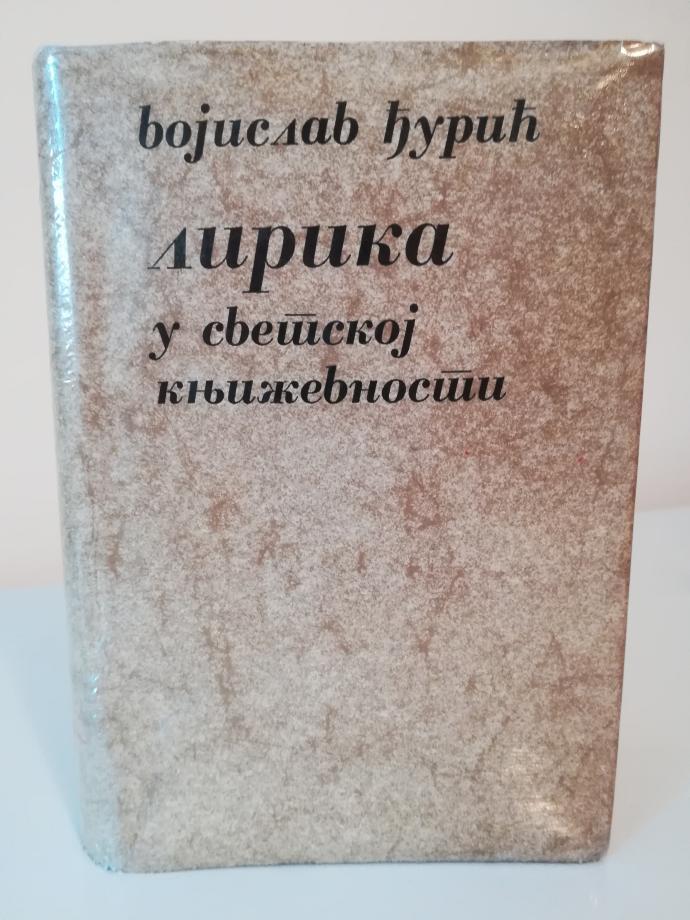 војислав ђурић
лирика
у светској
књижевности